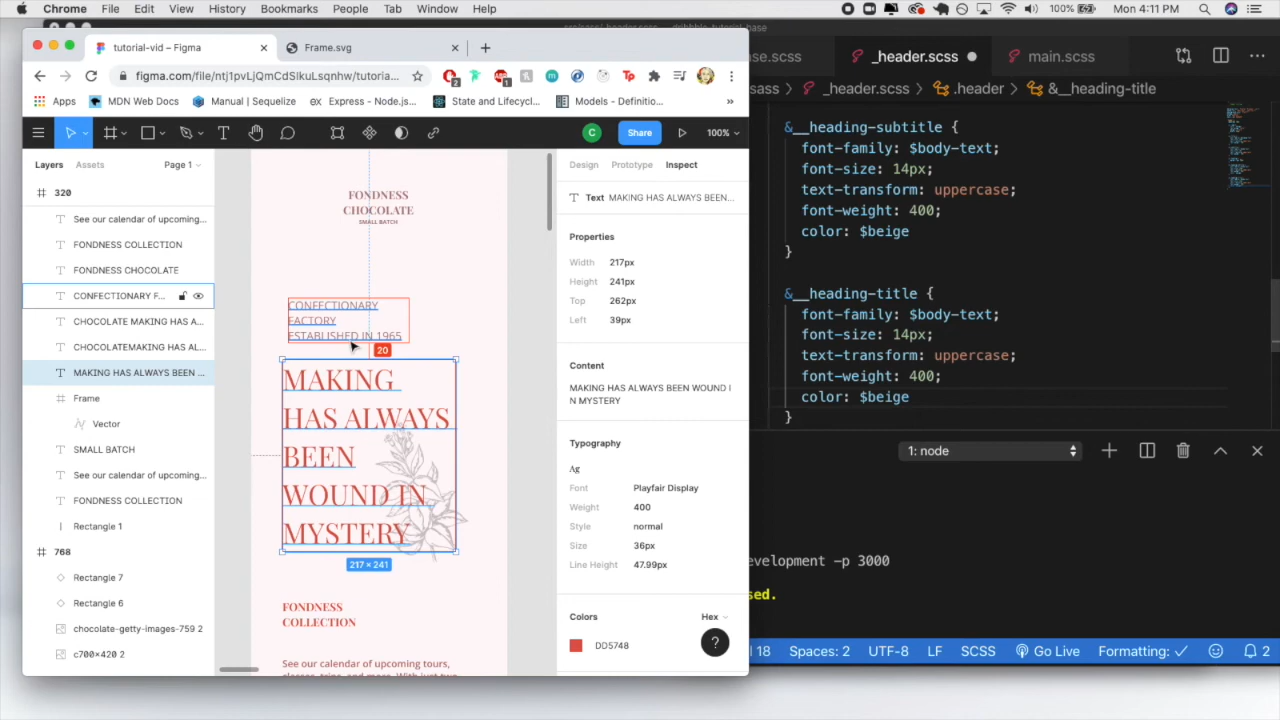 Chrome File Edit View History Bookmarks People Tab Window Help 100% Mon 4:11 PM
tutorial-vid – Figma
Frame.svg
figma.com/file/ntj1pvLjQmCdSlkuLsqnhw/tutoria...
Apps MDN Web Docs Manual | Sequelize Express - Node.js... State and Lifecycl... Models - Definitio... »
C Share 100%
Layers Assets Page 1
Design Prototype Inspect
320
See our calendar of upcoming...
FONDNESS COLLECTION
FONDNESS CHOCOLATE
CONFECTIONARY F...
CHOCOLATE MAKING HAS A...
CHOCOLATEMAKING HAS AL...
MAKING HAS ALWAYS BEEN ...
Frame
Vector
SMALL BATCH
See our calendar of upcoming...
FONDNESS COLLECTION
Rectangle 1
768
Rectangle 7
Rectangle 6
chocolate-getty-images-759 2
c700×420 2
FONDNESS
CHOCOLATE
SMALL BATCH
CONFECTIONARY
FACTORY
ESTABLISHED IN 1965
20
MAKING
HAS ALWAYS
BEEN
WOUND IN
MYSTERY
217 × 241
FONDNESS
COLLECTION
See our calendar of upcoming tours,
Text MAKING HAS ALWAYS BEEN...
Properties
Width 217px
Height 241px
Top 262px
Left 39px
Content
MAKING HAS ALWAYS BEEN WOUND I
N MYSTERY
Typography
Ag
Font Playfair Display
Weight 400
Style normal
Size 36px
Line Height 47.99px
Colors Hex
DD5748
?
_header.scss
main.scss
_header.scss .header &__heading-title
&__heading-subtitle {
font-family: $body-text;
font-size: 14px;
text-transform: uppercase;
font-weight: 400;
color: $beige
}
&__heading-title {
font-family: $body-text;
font-size: 14px;
text-transform: uppercase;
font-weight: 400;
color: $beige
}
1: node
evelopment -p 3000
sed.
18 Spaces: 2 UTF-8 LF SCSS Go Live Formatting: ✓ 2